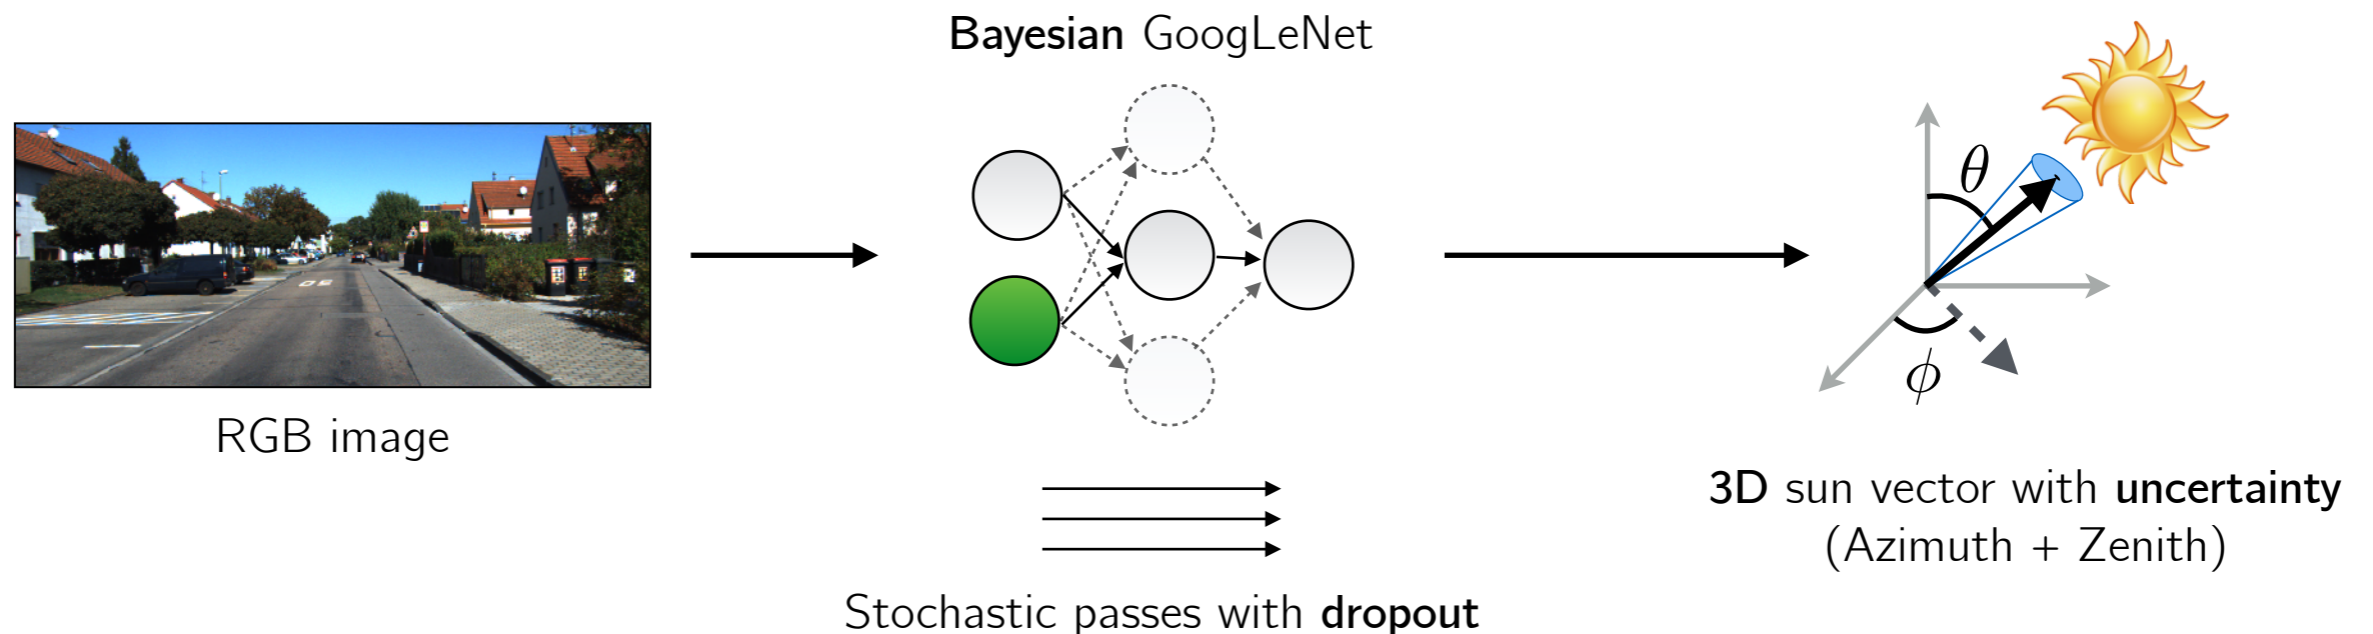 Bayesian GoogLeNet
θ
ϕ
RGB image
3D sun vector with uncertainty
(Azimuth + Zenith)
Stochastic passes with dropout